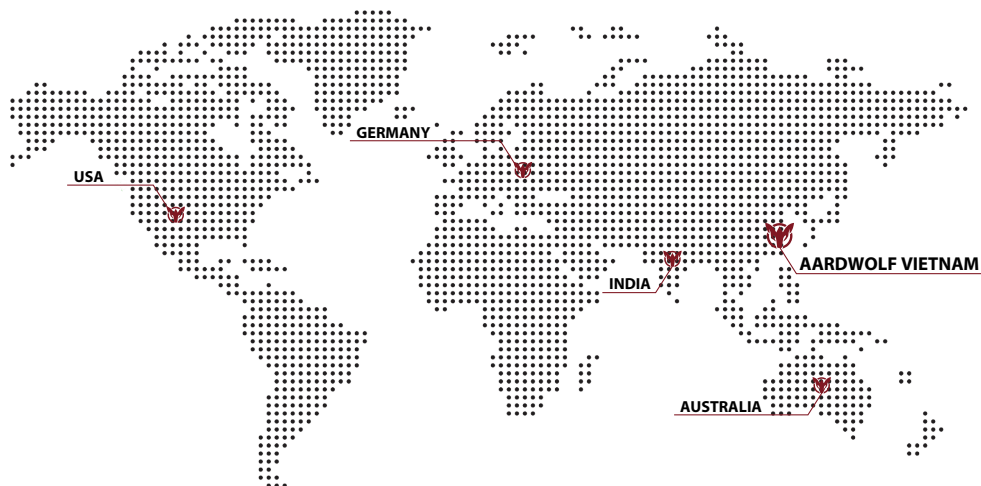 GERMANY
USA
AARDWOLF VIETNAM
INDIA
AUSTRALIA